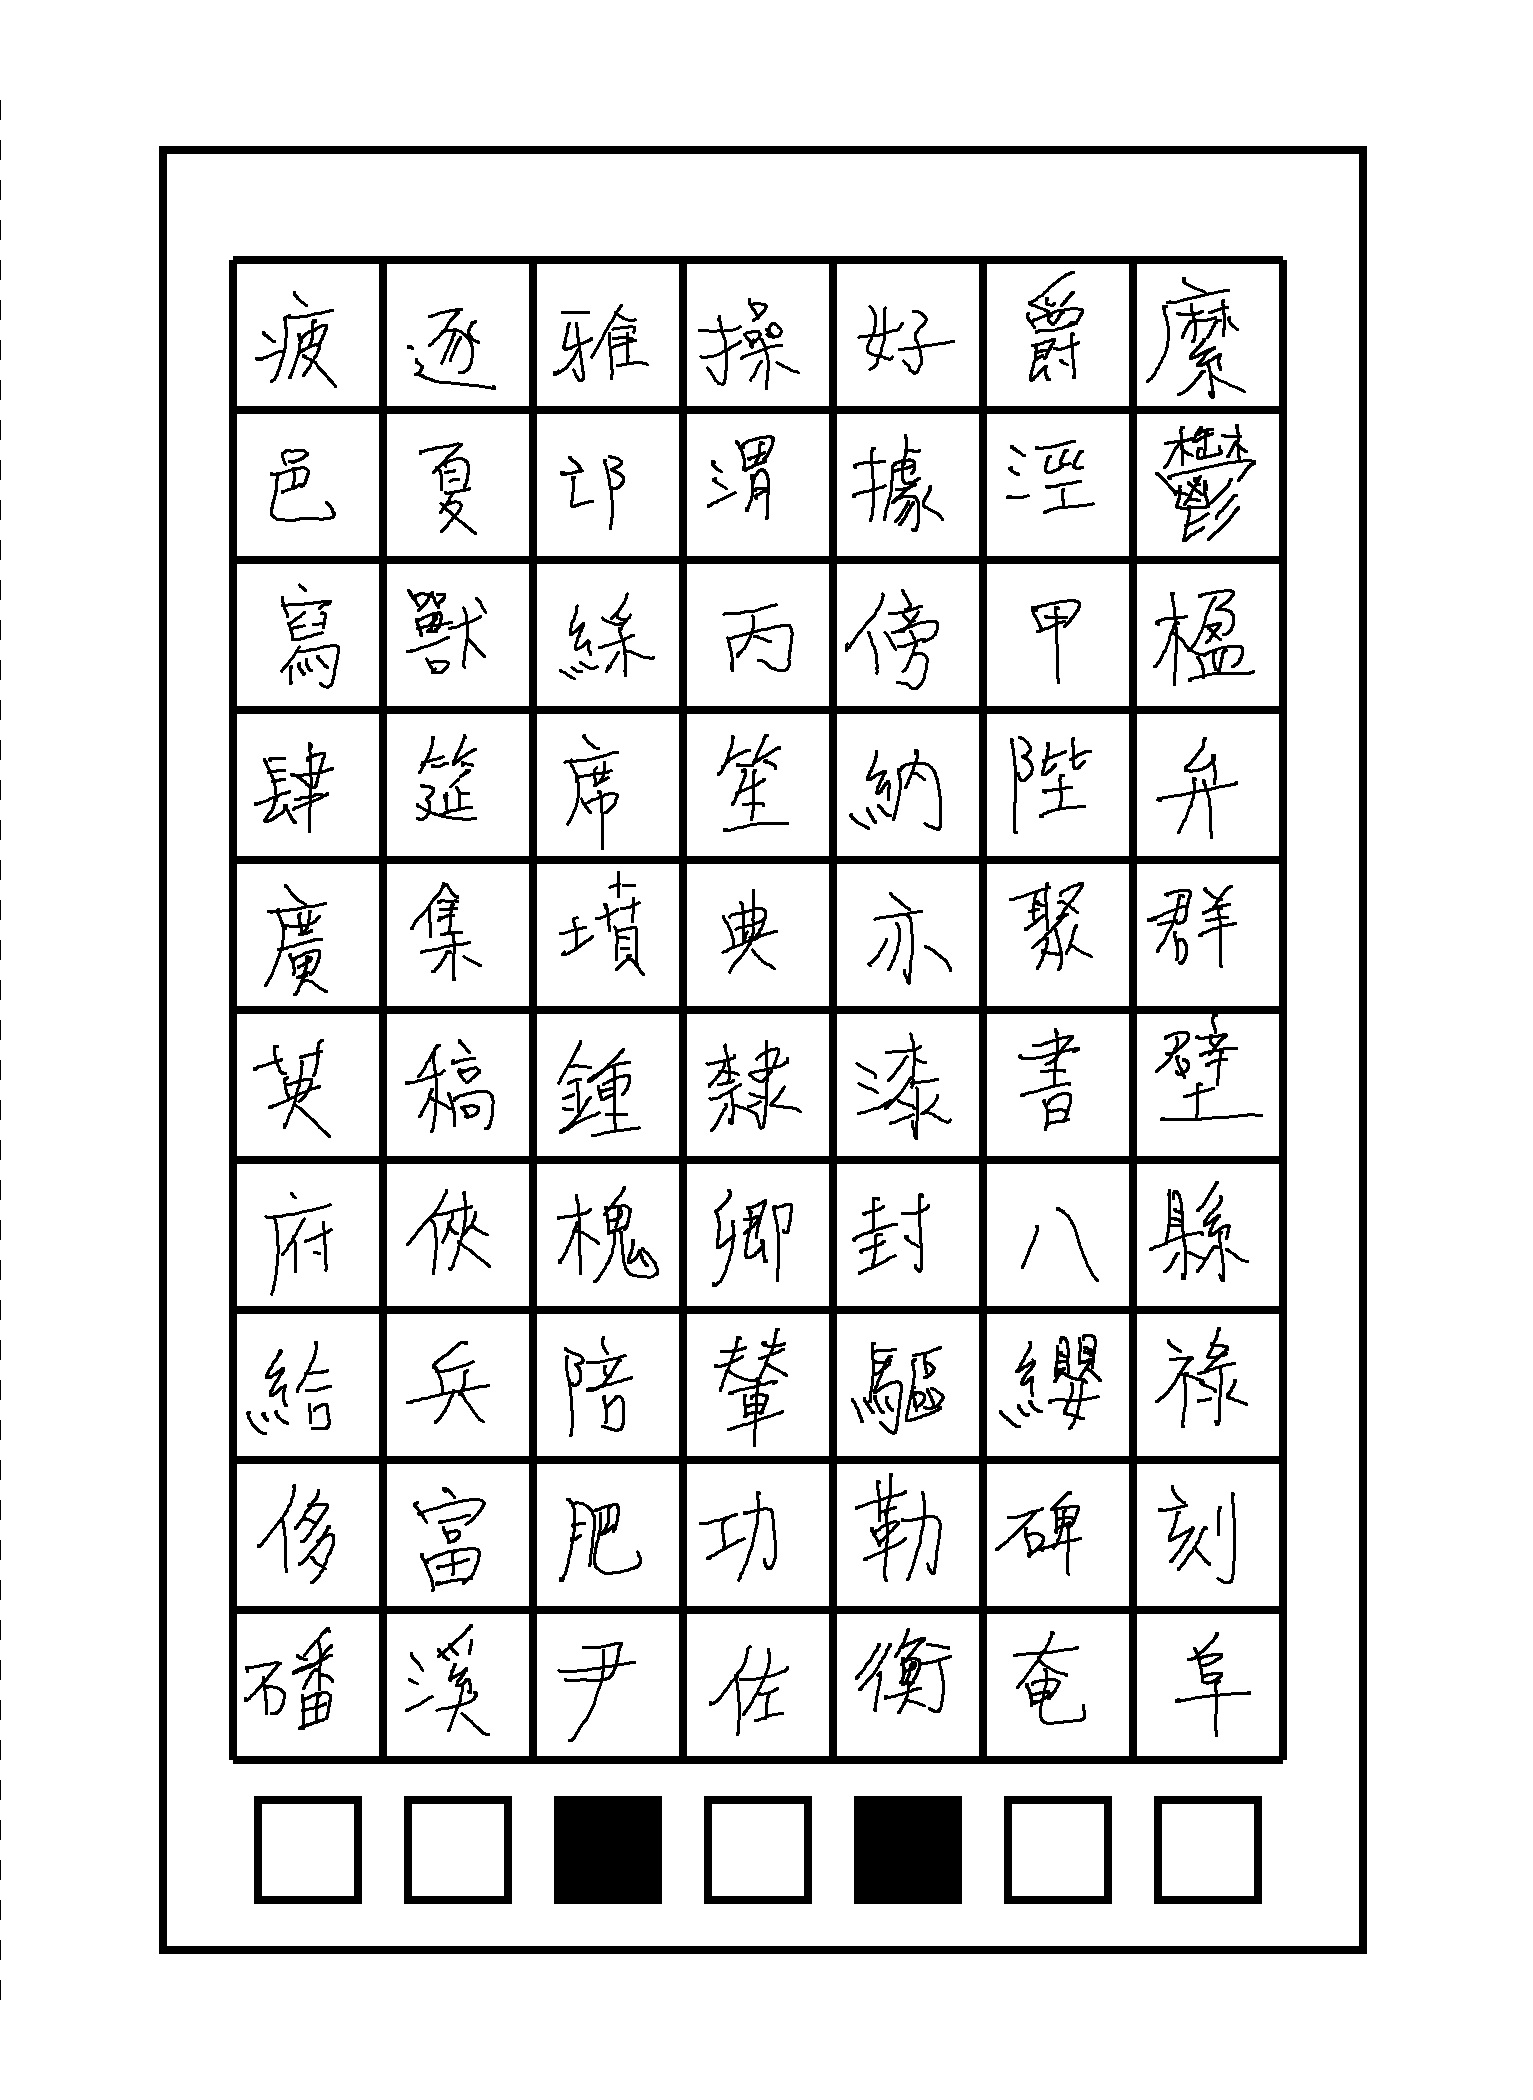 疲逐雅操好爵縻
邑夏邙渭據涇鬱
寫獸綵丙傍甲楹
肆筵席笙納陛弁
廣集墳典亦聚群
英稿鍾隸漆書壁
府俠槐卿封八縣
給兵陪輦驅纓祿
侈富肥功勒碑刻
磻溪尹佐衡奄阜